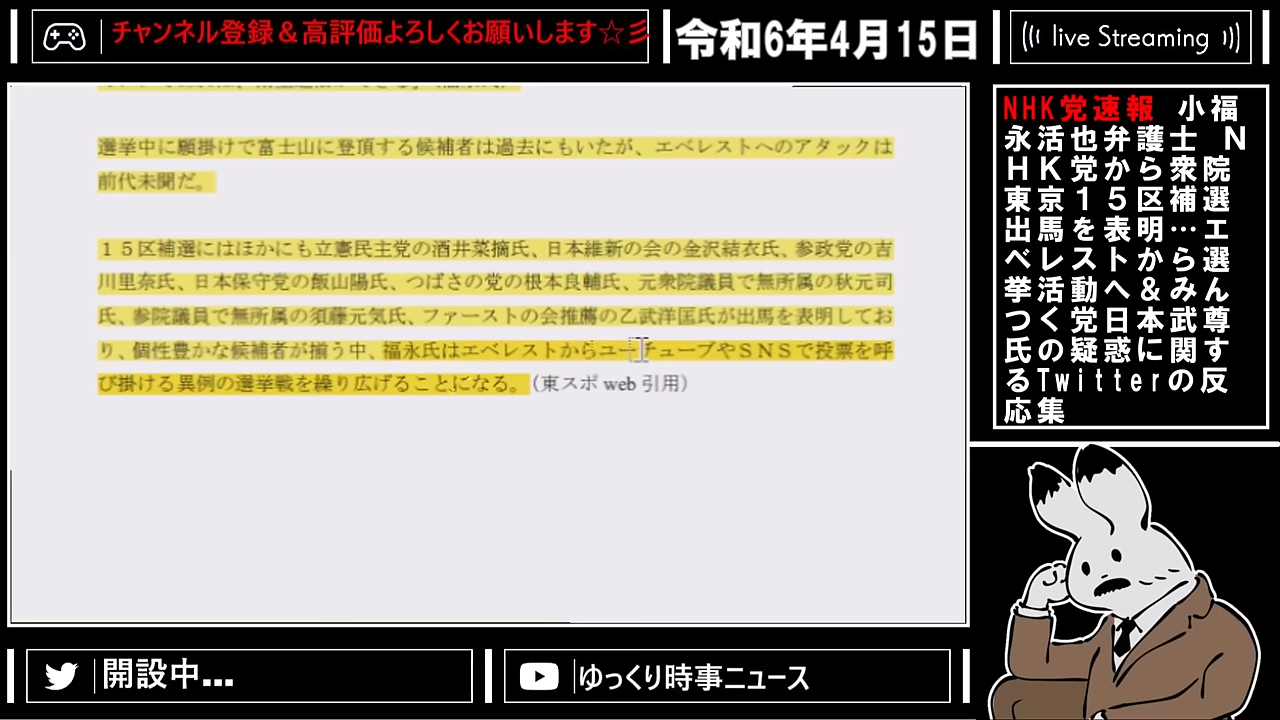 チャンネル登録＆高評価よろしくお願いします☆彡
令和6年4月15日
live Streaming
選挙中に願掛けで富士山に登頂する候補者は過去にもいたが、エベレストへのアタックは
前代未聞だ。
１５区補選にはほかにも立憲民主党の酒井菜摘氏、日本維新の会の金沢結衣氏、参政党の吉
川里奈氏、日本保守党の飯山陽氏、つばさの党の根本良輔氏、元衆院議員で無所属の秋元司
氏、参院議員で無所属の須藤元気氏、ファーストの会推薦の乙武洋匡氏が出馬を表明してお
り、個性豊かな候補者が揃う中、福永氏はエベレストからユーチューブやＳＮＳで投票を呼
び掛ける異例の選挙戦を繰り広げることになる。（東スポ web 引用）
NHK党速報 小福
永活也弁護士 Ｎ
ＨＫ党から衆院
東京１５区補選
出馬を表明…エ
ベレストから選
挙活動へ＆みん
つく党日本武尊
氏の疑惑に関す
るTwitterの反
応集
開設中...
ゆっくり時事ニュース